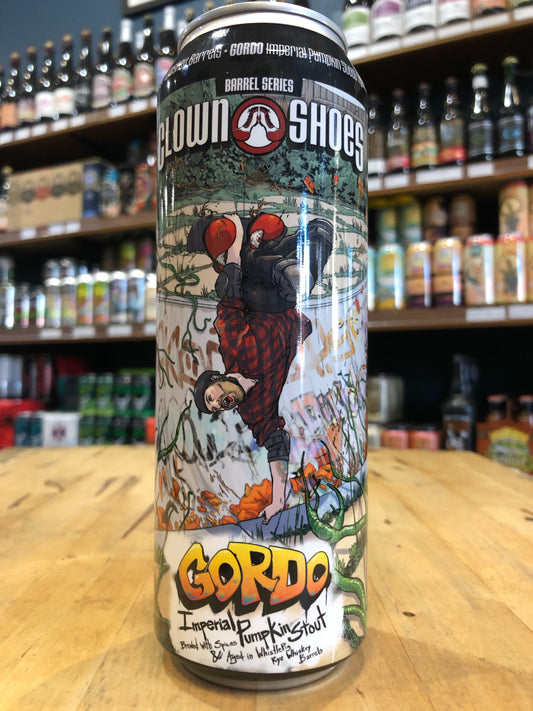 Barrels • GORDO Imperial Pumpkin Stout
BARREL SERIES
CLOWN SHOES
GORDO
Imperial Pumpkin Stout
Brewed with Spices
& Aged in WhistlePig
Rye Whiskey
Barrels